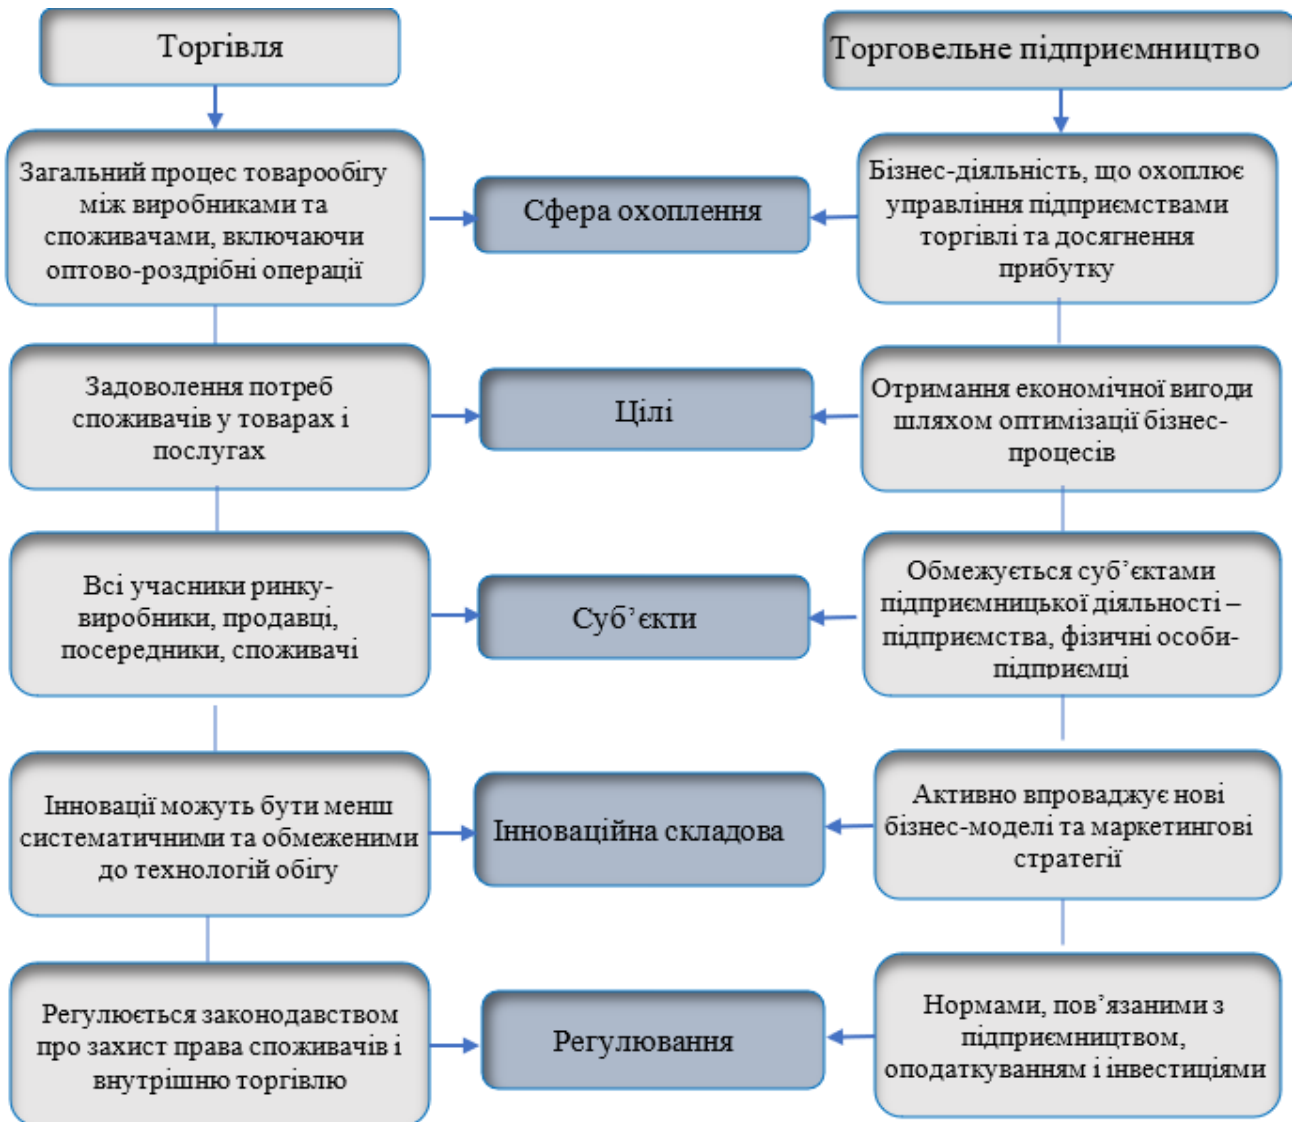 Торгівля
Торговельне підприємництво
Загальний процес товарообігу
між виробниками та
споживачами, включаючи
оптово-роздрібні операції
Сфера охоплення
Бізнес-діяльність, що охоплює
управління підприємствами
торгівлі та досягнення
прибутку
Задоволення потреб
споживачів у товарах і
послугах
Цілі
Отримання економічної вигоди
шляхом оптимізації бізнес-
процесів
Всі учасники ринку-
виробники, продавці,
посередники, споживачі
Суб’єкти
Обмежується суб’єктами
підприємницької діяльності –
підприємства, фізичні особи-
підприємці
Інновації можуть бути менш
систематичними та обмеженими
до технологій обігу
Інноваційна складова
Активно впроваджує нові
бізнес-моделі та маркетингові
стратегії
Регулюється законодавством
про захист права споживачів і
внутрішню торгівлю
Регулювання
Нормами, пов’язаними з
підприємництвом,
оподаткуванням і інвестиціями